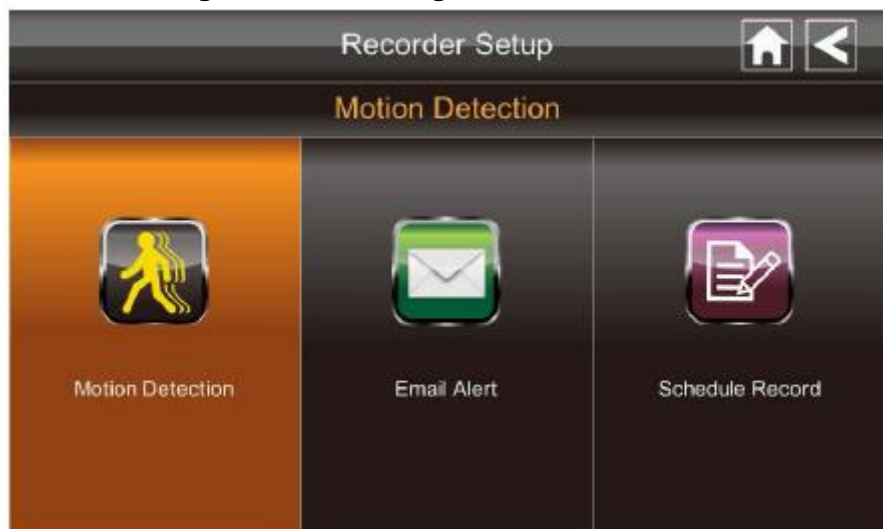 Recorder Setup
Motion Detection
Motion Detection
Email Alert
Schedule Record